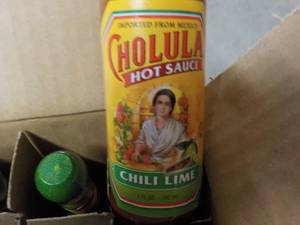 IMPORTED FROM MEXICO
CHOLULA
HOT SAUCE
CHILI LIME